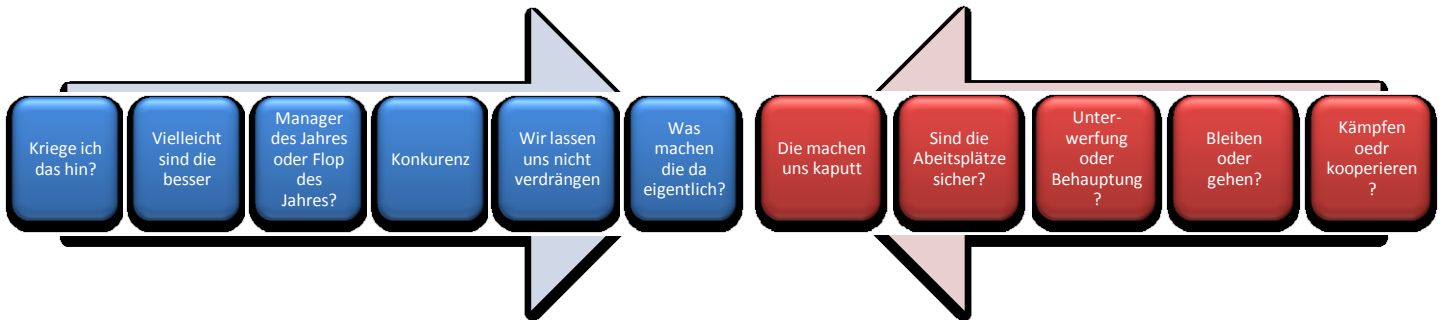 Kriege ich
das hin?
Vielleicht
sind die
besser
Manager
des Jahres
oder Flop
des
Jahres?
Konkurenz
Wir lassen
uns nicht
verdrängen
Was
machen
die da
eigentlich?
Die machen
uns kaputt
Sind die
Abeitsplätze
sicher?
Unter-
werfung
oder
Behauptung
?
Bleiben
oder
gehen?
Kämpfen
oedr
kooperieren
?